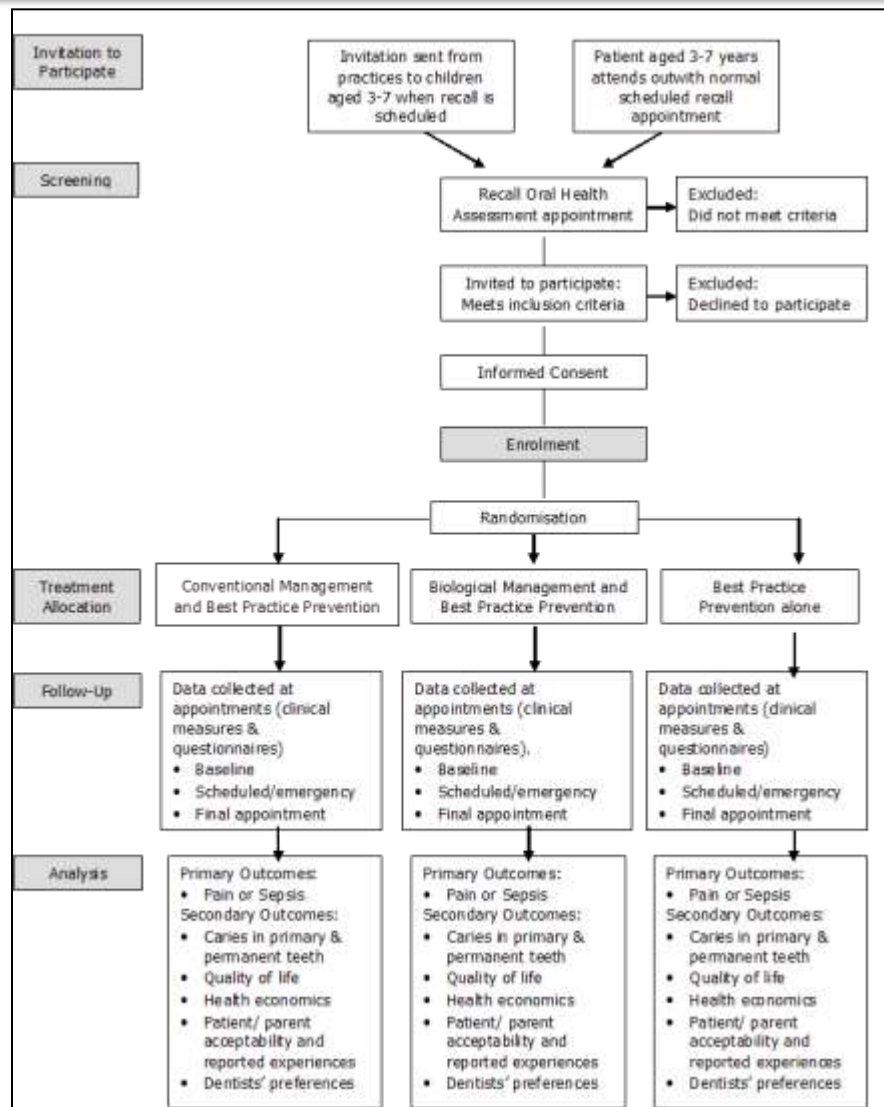 Invitation to
Participate
Invitation sent from
practices to children
aged 3-7 when recall is
scheduled
Patient aged 3-7 years
attends outwith normal
scheduled recall
appointment
Screening
Recall Oral Health
Assessment appointment
Excluded:
Did not meet criteria
Invited to participate:
Meets inclusion criteria
Excluded:
Declined to participate
Informed Consent
Enrolment
Randomisation
Treatment
Allocation
Conventional Management
and Best Practice Prevention
Biological Management and
Best Practice Prevention
Best Practice
Prevention alone
Follow-Up
Data collected at
appointments (clinical
measures &
questionnaires)
• Baseline
• Scheduled/emergency
• Final appointment
Data collected at
appointments (clinical
measures &
questionnaires).
• Baseline
• Scheduled/emergency
• Final appointment
Data collected at
appointments (clinical
measures &
questionnaires)
• Baseline
• Scheduled/emergency
• Final appointment
Analysis
Primary Outcomes:
• Pain or Sepsis
Secondary Outcomes:
• Caries in primary &
permanent teeth
• Quality of life
• Health economics
• Patient/ parent
acceptability and
reported experiences
• Dentists' preferences
Primary Outcomes:
• Pain or Sepsis
Secondary Outcomes:
• Caries in primary &
permanent teeth
• Quality of life
• Health economics
• Patient/ parent
acceptability and
reported experiences
• Dentists' preferences
Primary Outcomes:
• Pain or Sepsis
Secondary Outcomes:
• Caries in primary &
permanent teeth
• Quality of life
• Health economics
• Patient/ parent
acceptability and
reported experiences
• Dentists' preferences